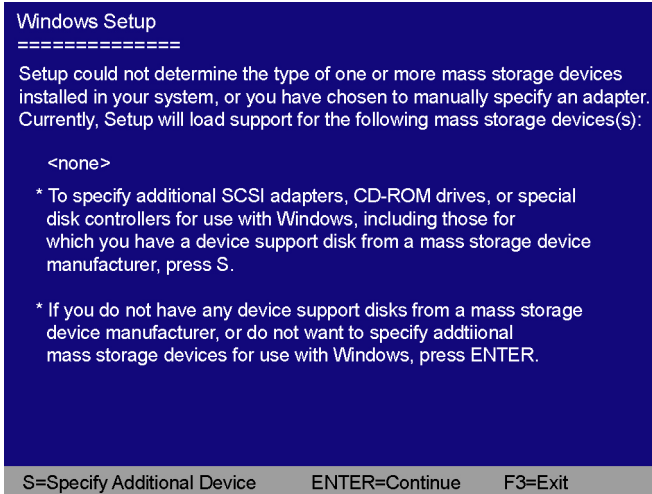 Windows Setup
==============
Setup could not determine the type of one or more mass storage devices
installed in your system, or you have chosen to manually specify an adapter.
Currently, Setup will load support for the following mass storage devices(s):
<none>
* To specify additional SCSI adapters, CD-ROM drives, or special
disk controllers for use with Windows, including those for
which you have a device support disk from a mass storage device
manufacturer, press S.
* If you do not have any device support disks from a mass storage
device manufacturer, or do not want to specify addtiional
mass storage devices for use with Windows, press ENTER.
S=Specify Additional Device ENTER=Continue F3=Exit